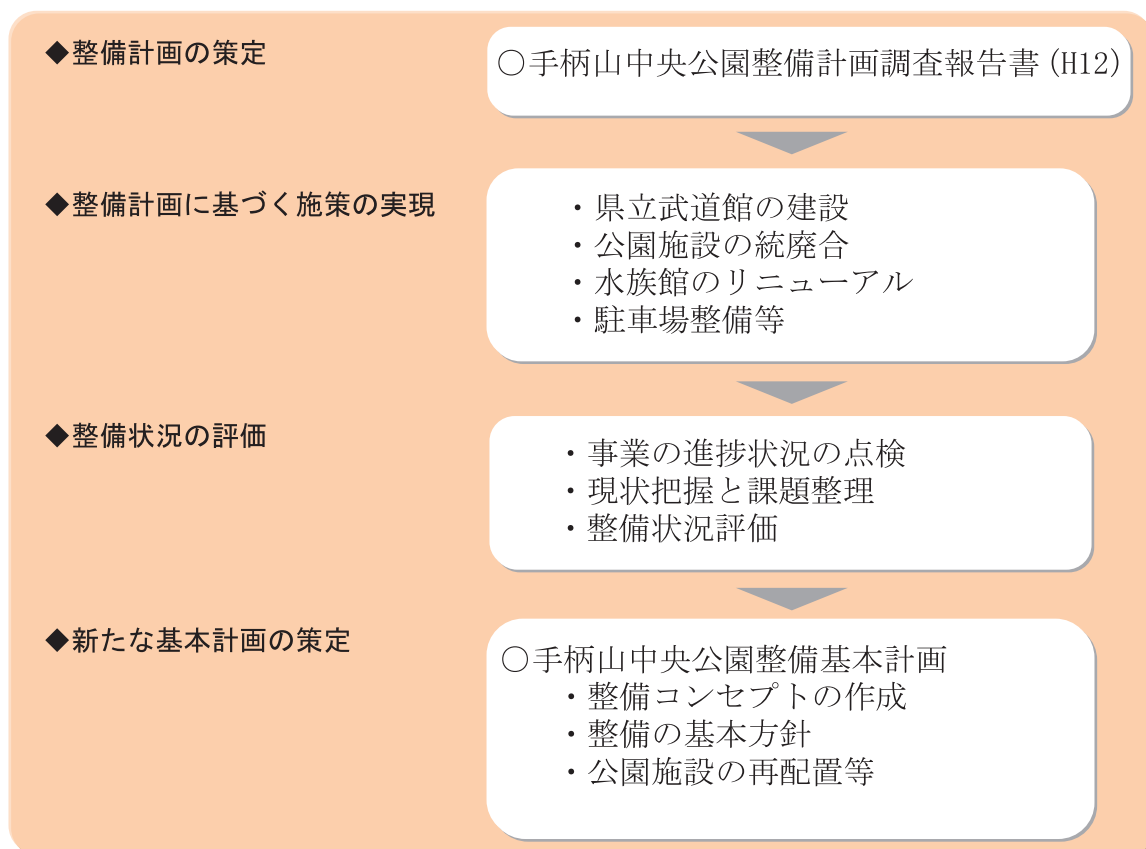 ◆整備計画の策定
○手柄山中央公園整備計画調査報告書(H12)
◆整備計画に基づく施策の実現
・県立武道館の建設
・公園施設の統廃合
・水族館のリニューアル
・駐車場整備等
◆整備状況の評価
・事業の進捗状況の点検
・現状把握と課題整理
・整備状況評価
◆新たな基本計画の策定
○手柄山中央公園整備基本計画
・整備コンセプトの作成
・整備の基本方針
・公園施設の再配置等